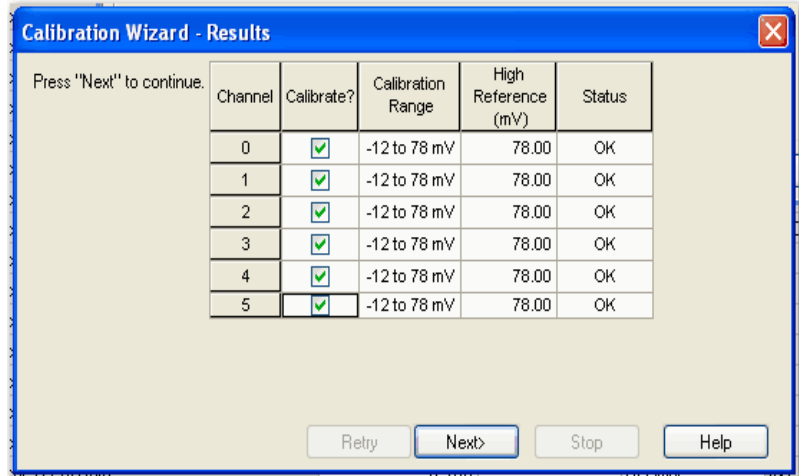 Calibration Wizard - Results
Press "Next" to continue.
Channel Calibrate? Calibration Range High Reference (mV) Status
0 -12 to 78 mV 78.00 OK
1 -12 to 78 mV 78.00 OK
2 -12 to 78 mV 78.00 OK
3 -12 to 78 mV 78.00 OK
4 -12 to 78 mV 78.00 OK
5 -12 to 78 mV 78.00 OK
Retry Next> Stop Help